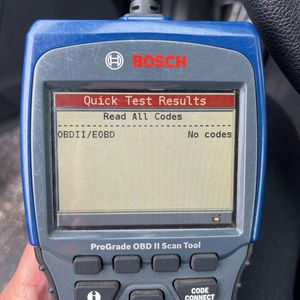 BOSCH
Quick Test Results
Read All Codes
OBDII/EOBD No codes
ProGrade OBD II Scan Tool
CODE
CONNECT